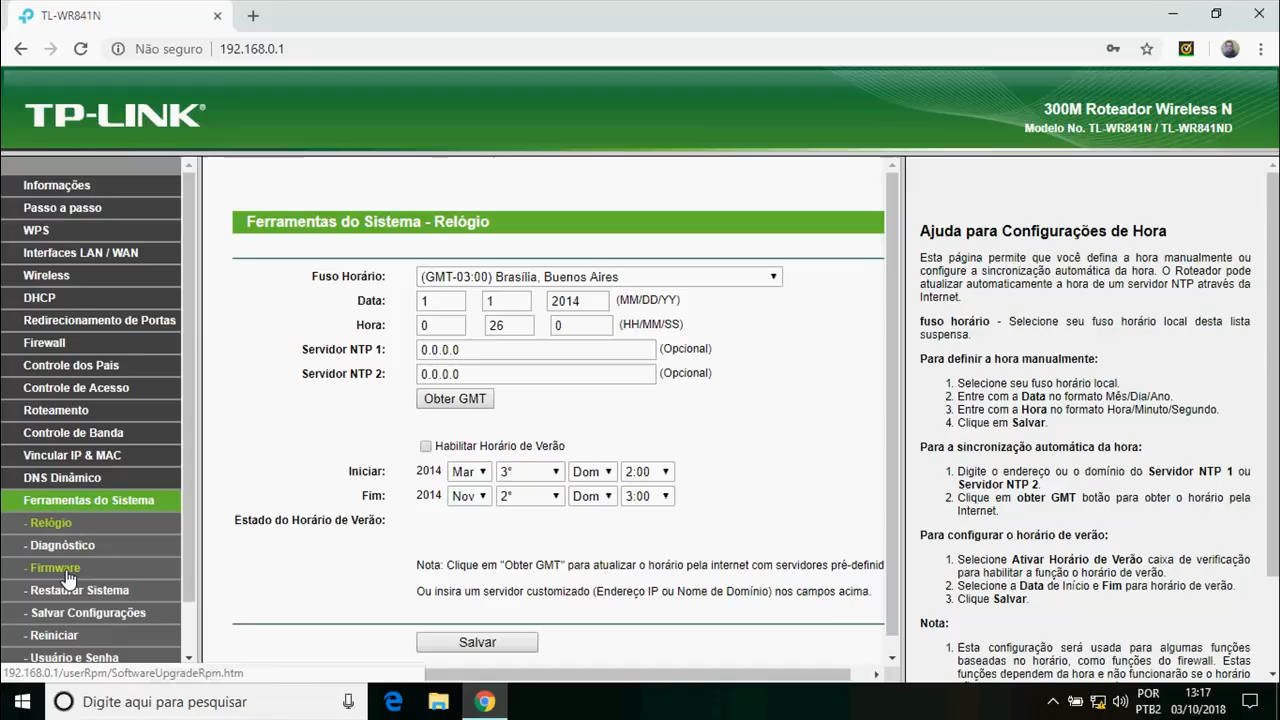 TL-WR841N
Não seguro
192.168.0.1
TP-LINK®
300M Roteador Wireless N
Modelo No. TL-WR841N / TL-WR841ND
Informações
Passo a passo
WPS
Interfaces LAN / WAN
Wireless
DHCP
Redirecionamento de Portas
Firewall
Controle dos Pais
Controle de Acesso
Roteamento
Controle de Banda
Vincular IP & MAC
DNS Dinâmico
Ferramentas do Sistema
- Relógio
- Diagnóstico
- Firmware
- Restaurar Sistema
- Salvar Configurações
- Reiniciar
- Usuário e Senha
192.168.0.1/userRpm/SoftwareUpgradeRpm.htm
Ferramentas do Sistema - Relógio
Fuso Horário: (GMT-03:00) Brasília, Buenos Aires
Data: 1 1 2014 (MM/DD/YY)
Hora: 0 26 0 (HH/MM/SS)
Servidor NTP 1: 0.0.0.0 (Opcional)
Servidor NTP 2: 0.0.0.0 (Opcional)
Obter GMT
Habilitar Horário de Verão
Iniciar: 2014 Mar 3° Dom 2:00
Fim: 2014 Nov 2° Dom 3:00
Estado do Horário de Verão:
Nota: Clique em "Obter GMT" para atualizar o horário pela internet com servidores pré-definid
Ou insira um servidor customizado (Endereço IP ou Nome de Domínio) nos campos acima.
Salvar
Ajuda para Configurações de Hora
Esta página permite que você defina a hora manualmente ou
configure a sincronização automática da hora. O Roteador pode
atualizar automaticamente a hora de um servidor NTP através da
Internet.
fuso horário - Selecione seu fuso horário local desta lista
suspensa.
Para definir a hora manualmente:
1. Selecione seu fuso horário local.
2. Entre com a Data no formato Mês/Dia/Ano.
3. Entre com a Hora no formato Hora/Minuto/Segundo.
4. Clique em Salvar.
Para a sincronização automática da hora:
1. Digite o endereço ou o domínio do Servidor NTP 1 ou
Servidor NTP 2.
2. Clique em obter GMT botão para obter o horário pela
Internet.
Para configurar o horário de verão:
1. Selecione Ativar Horário de Verão caixa de verificação
para habilitar a função o horário de verão.
2. Selecione a Data de Início e Fim para horário de verão.
3. Clique Salvar.
Nota:
1. Esta configuração será usada para algumas funções
baseadas no horário, como funções do firewall. Estas
funções dependem da hora e não funcionarão se o horário
Digite aqui para pesquisar
POR
PTB2
13:17
03/10/2018